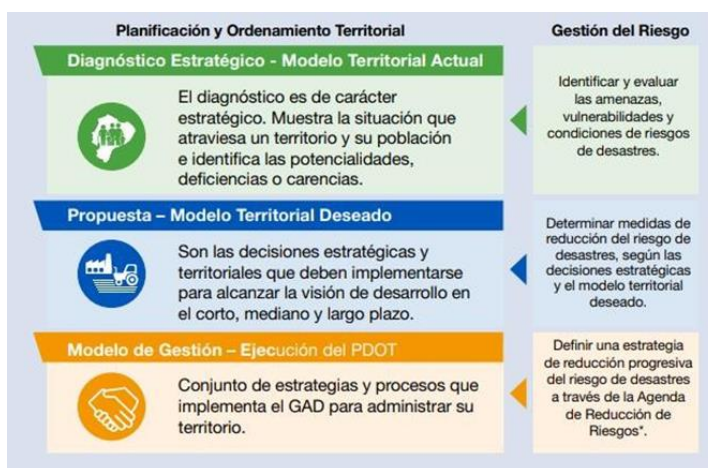 Planificación y Ordenamiento Territorial
Gestión del Riesgo
Diagnóstico Estratégico - Modelo Territorial Actual
El diagnóstico es de carácter
estratégico. Muestra la situación que
atraviesa un territorio y su población
e identifica las potencialidades,
deficiencias o carencias.
Identificar y evaluar
las amenazas,
vulnerabilidades y
condiciones de riesgos
de desastres.
Propuesta – Modelo Territorial Deseado
Son las decisiones estratégicas y
territoriales que deben implementarse
para alcanzar la visión de desarrollo en
el corto, mediano y largo plazo.
Determinar medidas de
reducción del riesgo de
desastres, según las
decisiones estratégicas
y el modelo territorial
deseado.
Modelo de Gestión – Ejecución del PDOT
Conjunto de estrategias y procesos que
implementa el GAD para administrar su
territorio.
Definir una estrategia
de reducción progresiva
del riesgo de desastres
a través de la Agenda
de Reducción de
Riesgos*.